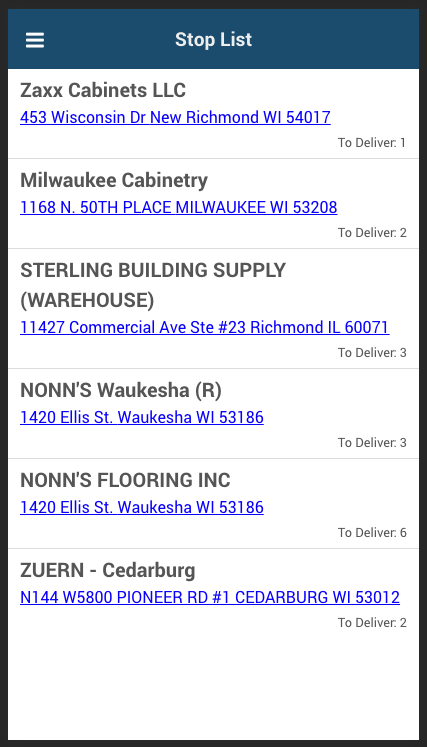 Stop List
Zaxx Cabinets LLC
453 Wisconsin Dr New Richmond WI 54017
To Deliver: 1
Milwaukee Cabinetry
1168 N. 50TH PLACE MILWAUKEE WI 53208
To Deliver: 2
STERLING BUILDING SUPPLY
(WAREHOUSE)
11427 Commercial Ave Ste #23 Richmond IL 60071
To Deliver: 3
NONN'S Waukesha (R)
1420 Ellis St. Waukesha WI 53186
To Deliver: 3
NONN'S FLOORING INC
1420 Ellis St. Waukesha WI 53186
To Deliver: 6
ZUERN - Cedarburg
N144 W5800 PIONEER RD #1 CEDARBURG WI 53012
To Deliver: 2